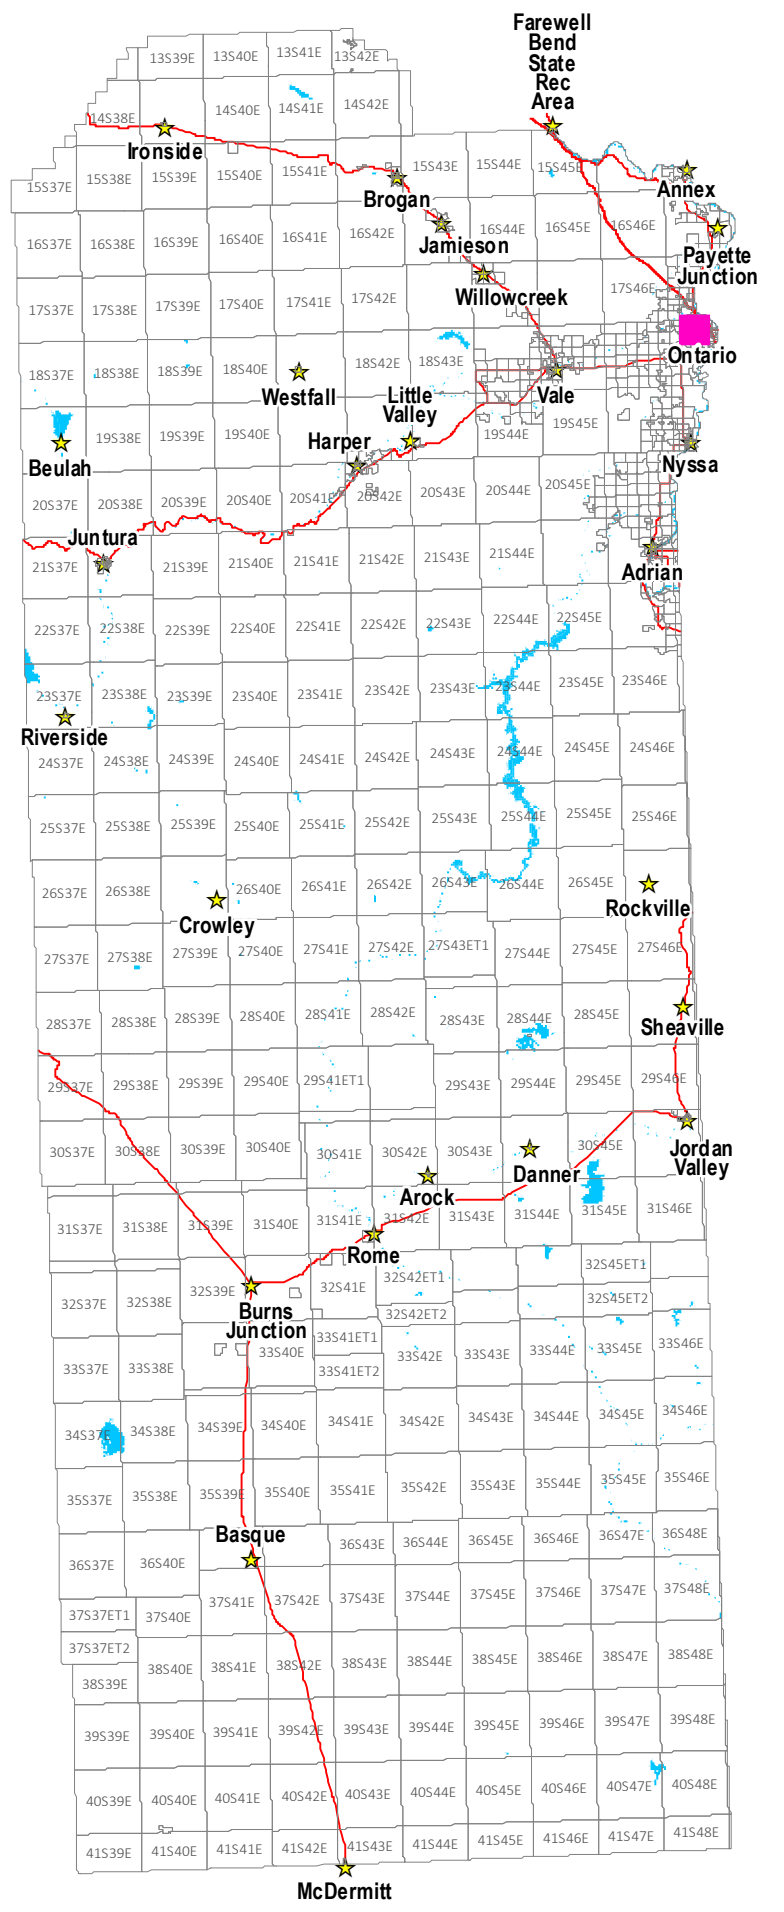 Farewell
Bend
State
Rec
Area
13S39E 13S40E 13S41E 13S42E
14S38E 14S40E 14S41E 14S42E
Ironside
15S37E 15S38E 15S39E 15S40E 15S41E 15S43E 15S44E 15S45E
Brogan
Annex
16S37E 16S38E 16S39E 16S40E 16S41E 16S42E 16S44E 16S45E 16S46E
Jamieson
Payette
Junction
17S37E 17S38E 17S39E 17S40E 17S41E 17S42E 17S46E
Willowcreek
Ontario
18S37E 18S38E 18S39E 18S40E 18S42E 18S43E
Westfall
Little
Valley
Vale
19S38E 19S39E 19S40E 19S44E 19S45E
Beulah
Harper
Nyssa
20S37E 20S38E 20S39E 20S40E 20S41E 20S42E 20S43E 20S44E 20S45E
Juntura
21S37E 21S39E 21S40E 21S41E 21S42E 21S43E 21S44E
Adrian
22S37E 22S38E 22S39E 22S40E 22S41E 22S42E 22S43E 22S44E 22S45E
23S37E 23S38E 23S39E 23S40E 23S41E 23S42E 23S43E 23S44E 23S45E 23S46E
Riverside
24S37E 24S38E 24S39E 24S40E 24S41E 24S42E 24S43E 24S44E 24S45E 24S46E
25S37E 25S38E 25S39E 25S40E 25S41E 25S42E 25S43E 25S44E 25S45E 25S46E
26S37E 26S38E 26S40E 26S41E 26S42E 26S43E 26S44E 26S45E
Crowley
Rockville
27S37E 27S38E 27S39E 27S40E 27S41E 27S42E 27S43ET1 27S44E 27S45E 27S46E
28S37E 28S38E 28S39E 28S40E 28S41E 28S42E 28S43E 28S44E 28S45E
Sheaville
29S37E 29S38E 29S39E 29S40E 29S41ET1 29S43E 29S44E 29S45E 29S46E
30S37E 30S38E 30S39E 30S40E 30S41E 30S42E 30S43E 30S45E
Jordan
Valley
Danner
Arock
31S37E 31S38E 31S39E 31S40E 31S41E 31S42E 31S43E 31S44E 31S45E 31S46E
Rome
32S37E 32S38E 32S39E 32S41E 32S42ET1 32S45ET1
32S42ET2 32S45ET2
Burns
Junction
33S37E 33S38E 33S40E 33S41ET1 33S42E 33S43E 33S44E 33S45E 33S46E
33S41ET2
34S37E 34S38E 34S39E 34S40E 34S41E 34S42E 34S43E 34S44E 34S45E 34S46E
35S37E 35S38E 35S39E 35S40E 35S41E 35S42E 35S43E 35S44E 35S45E 35S46E
Basque
36S37E 36S40E 36S43E 36S44E 36S45E 36S46E 36S47E 36S48E
37S37ET1 37S40E 37S41E 37S42E 37S43E 37S44E 37S45E 37S46E 37S47E 37S48E
37S37ET2
38S39E 38S40E 38S41E 38S42E 38S43E 38S44E 38S45E 38S46E 38S47E 38S48E
39S39E 39S40E 39S41E 39S42E 39S43E 39S44E 39S45E 39S46E 39S47E 39S48E
40S39E 40S40E 40S41E 40S42E 40S43E 40S44E 40S45E 40S46E 40S47E 40S48E
41S39E 41S40E 41S41E 41S42E 41S43E 41S44E 41S45E 41S46E 41S47E 41S48E
McDermitt